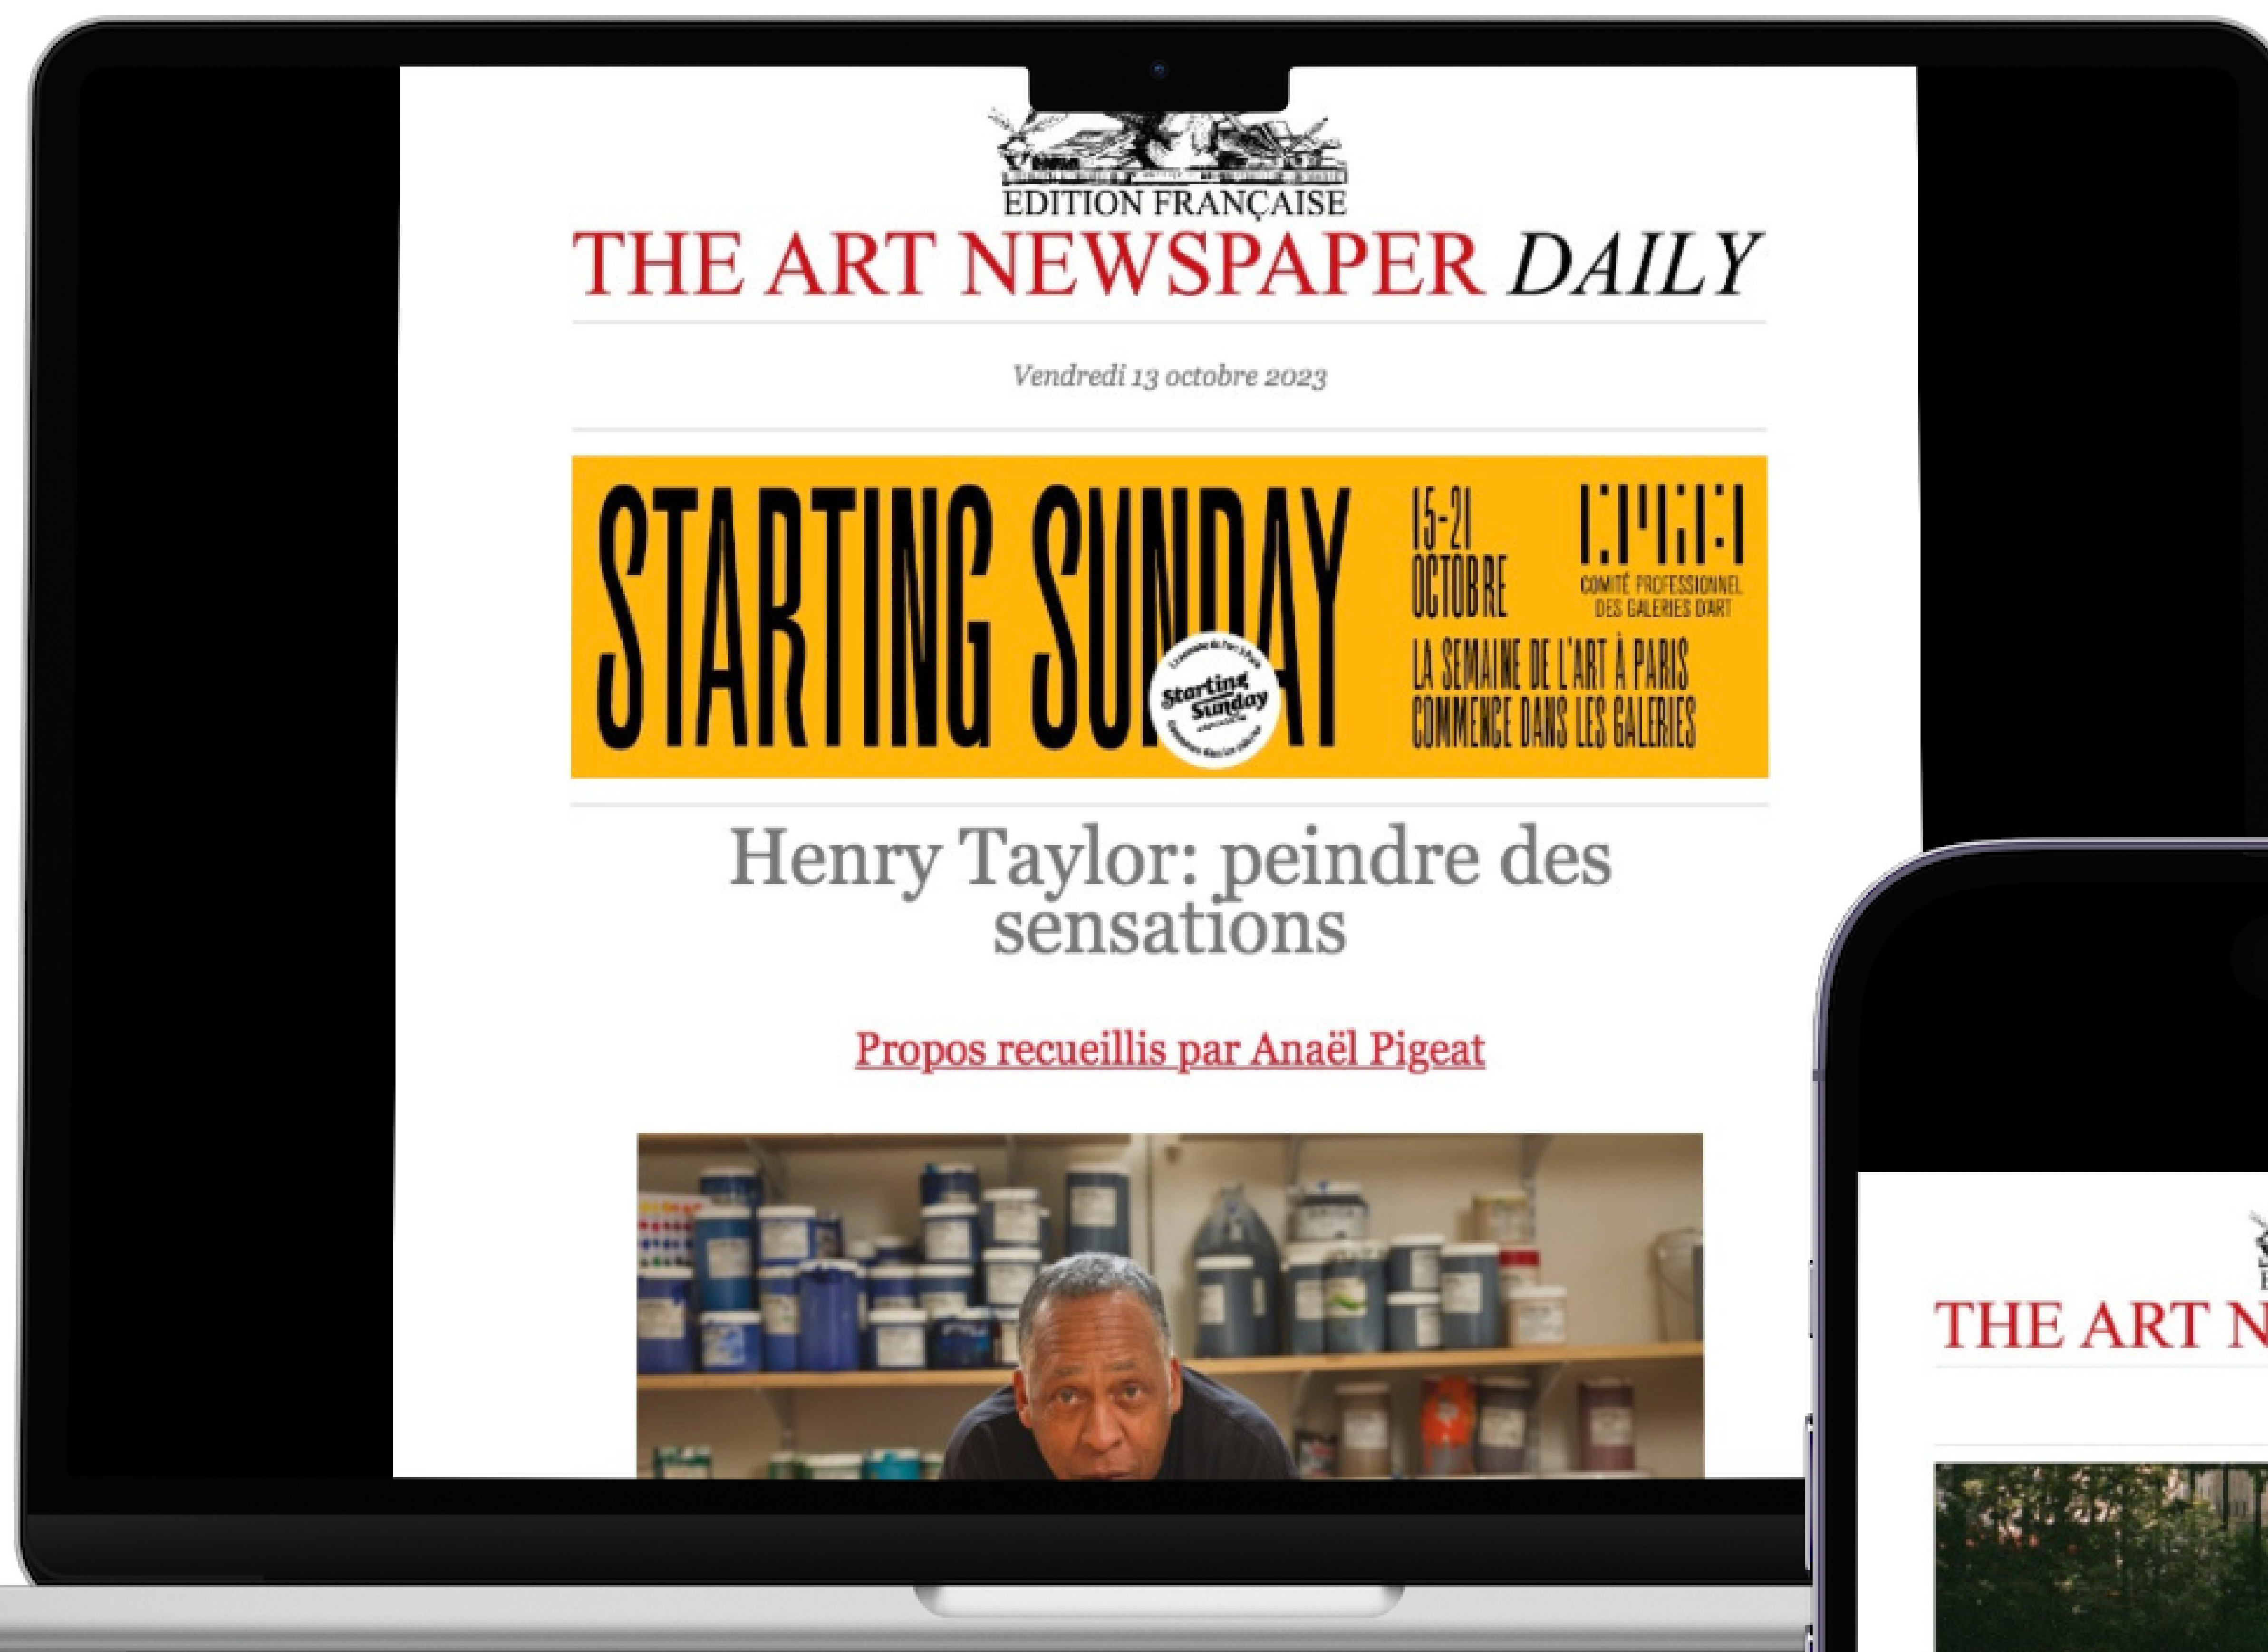 EDITION FRANÇAISE
THE ART NEWSPAPER DAILY
Vendredi 13 octobre 2023
STARTING SUNDAY
15-21
OCTOBRE
COMITÉ PROFESSIONNEL
DES GALERIES D'ART
LA SEMAINE DE L'ART À PARIS
COMMENCE DANS LES GALERIES
Starting
Sunday
Henry Taylor: peindre des
sensations
Propos recueillis par Anaël Pigeat
THE ART